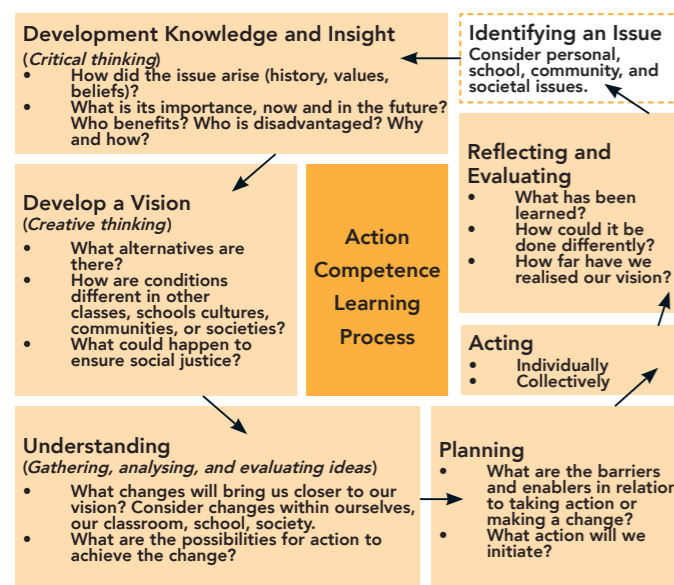 Development Knowledge and Insight
(Critical thinking)
• How did the issue arise (history, values,
beliefs)?
• What is its importance, now and in the future?
Who benefits? Who is disadvantaged? Why
and how?
Identifying an Issue
Consider personal,
school, community, and
societal issues.
Develop a Vision
(Creative thinking)
• What alternatives are
there?
• How are conditions
different in other
classes, schools cultures,
communities, or societies?
• What could happen to
ensure social justice?
Action
Competence
Learning
Process
Reflecting and
Evaluating
• What has been
learned?
• How could it be
done differently?
• How far have we
realised our vision?
Acting
• Individually
• Collectively
Understanding
(Gathering, analysing, and evaluating ideas)
• What changes will bring us closer to our
vision? Consider changes within ourselves,
our classroom, school, society.
• What are the possibilities for action to
achieve the change?
Planning
• What are the barriers
and enablers in relation
to taking action or
making a change?
• What action will we
initiate?